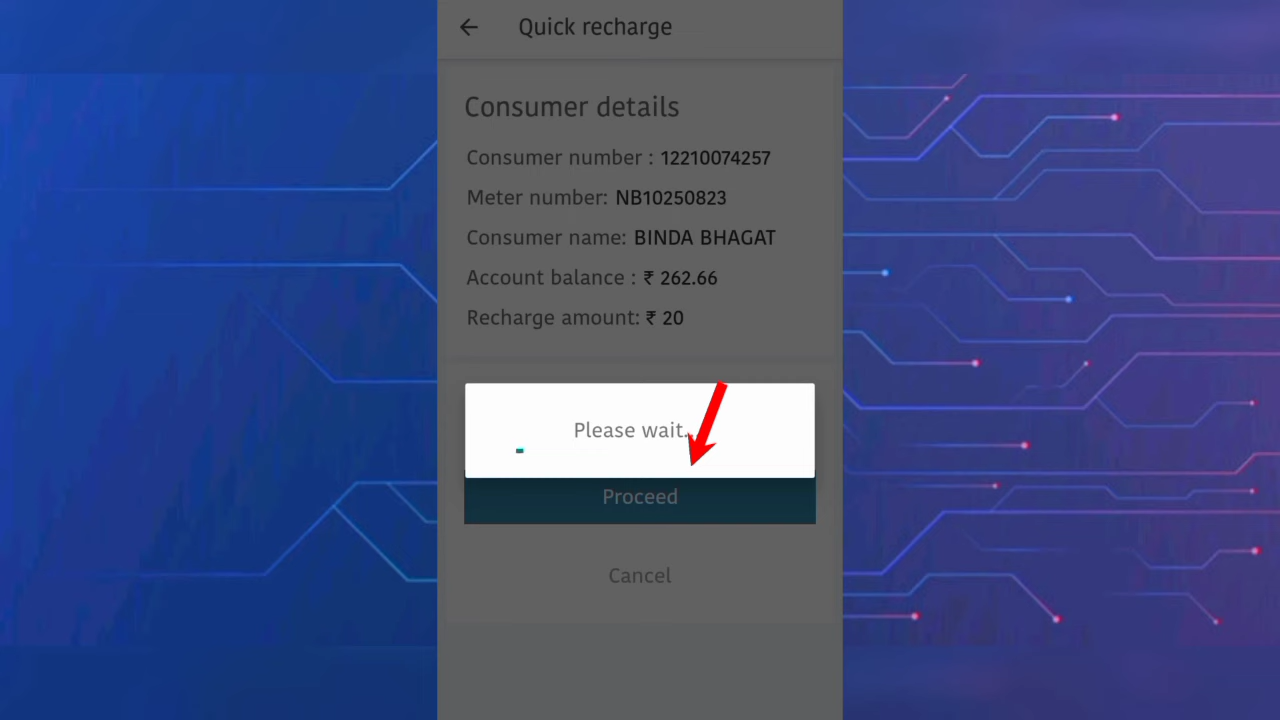 Quick recharge
Consumer details
Consumer number : 12210074257
Meter number: NB10250823
Consumer name: BINDA BHAGAT
Account balance : ₹ 262.66
Recharge amount: ₹ 20
Please wait..
Proceed
Cancel